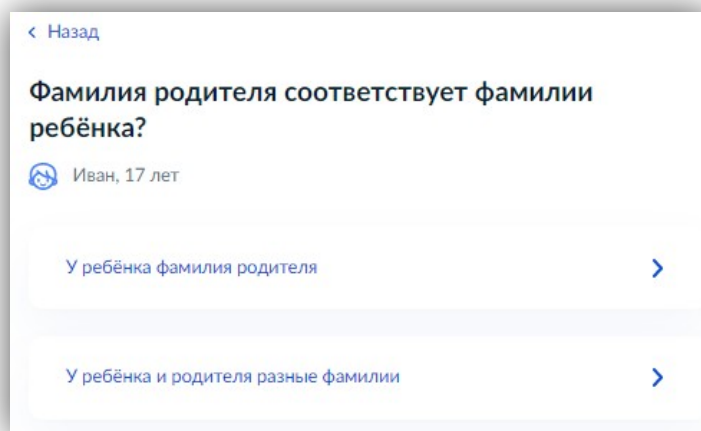 Назад
Фамилия родителя соответствует фамилии
ребёнка?
Иван, 17 лет
У ребёнка фамилия родителя
У ребёнка и родителя разные фамилии